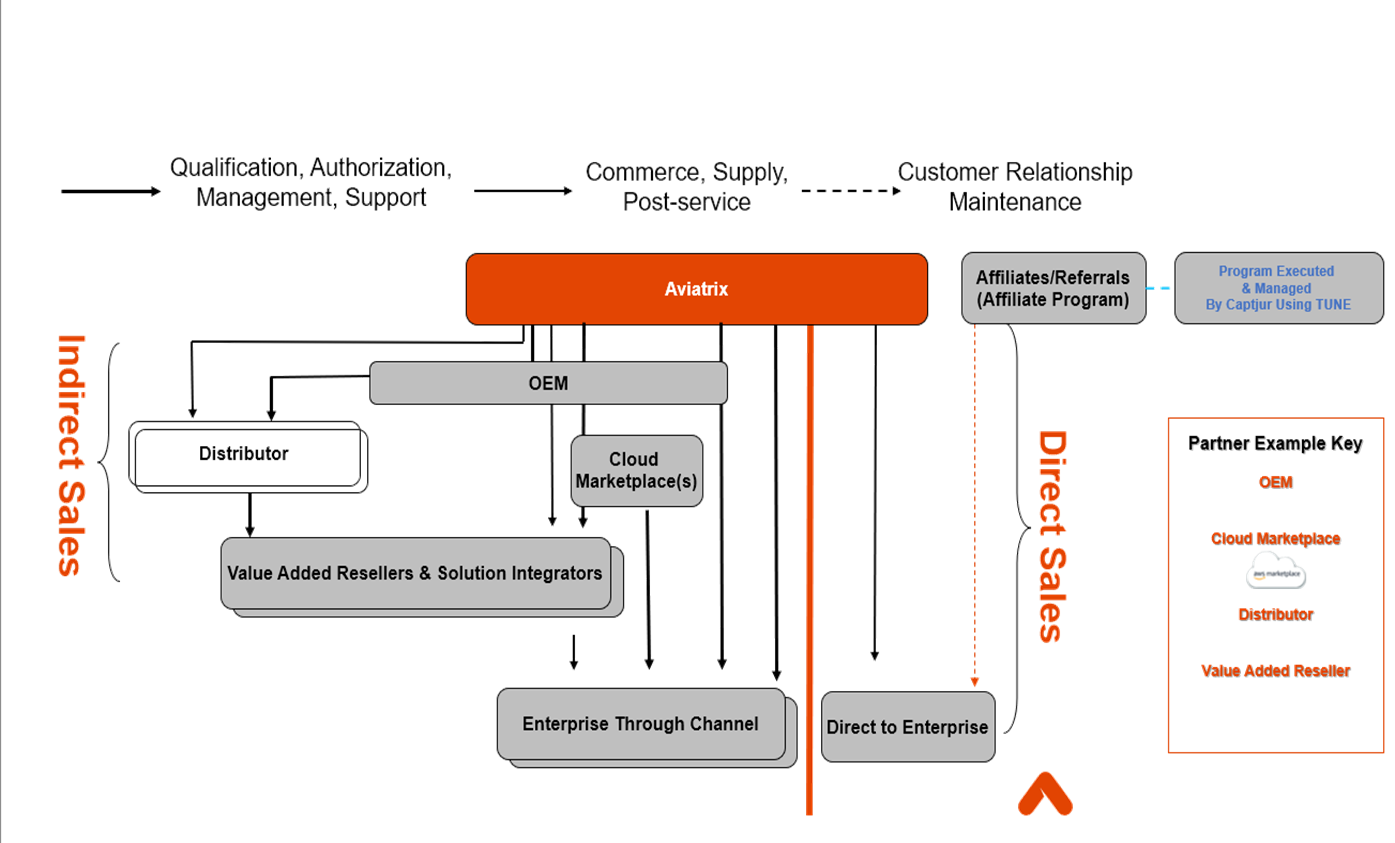 Qualification, Authorization,
Management, Support
Commerce, Supply,
Post-service
Customer Relationship
Maintenance
Aviatrix
Affiliates/Referrals
(Affiliate Program)
Program Executed
& Managed
By Captjur Using TUNE
Indirect Sales
OEM
Distributor
Cloud
Marketplace(s)
Value Added Resellers & Solution Integrators
Enterprise Through Channel
Direct to Enterprise
Direct Sales
Partner Example Key
OEM
Cloud Marketplace
aws marketplace
Distributor
Value Added Reseller